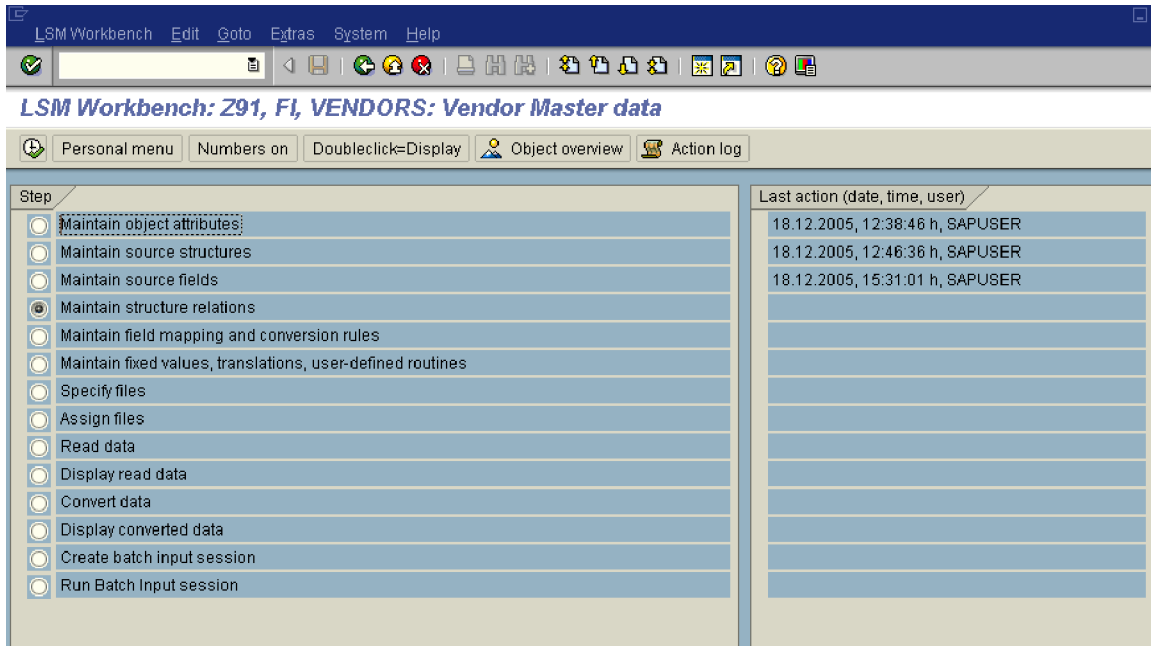 LSM Workbench Edit Goto Extras System Help
LSM Workbench: Z91, FI, VENDORS: Vendor Master data
Personal menu Numbers on Doubleclick=Display Object overview Action log
Step Last action (date, time, user)
Maintain object attributes 18.12.2005, 12:38:46 h, SAPUSER
Maintain source structures 18.12.2005, 12:46:36 h, SAPUSER
Maintain source fields 18.12.2005, 15:31:01 h, SAPUSER
Maintain structure relations
Maintain field mapping and conversion rules
Maintain fixed values, translations, user-defined routines
Specify files
Assign files
Read data
Display read data
Convert data
Display converted data
Create batch input session
Run Batch Input session